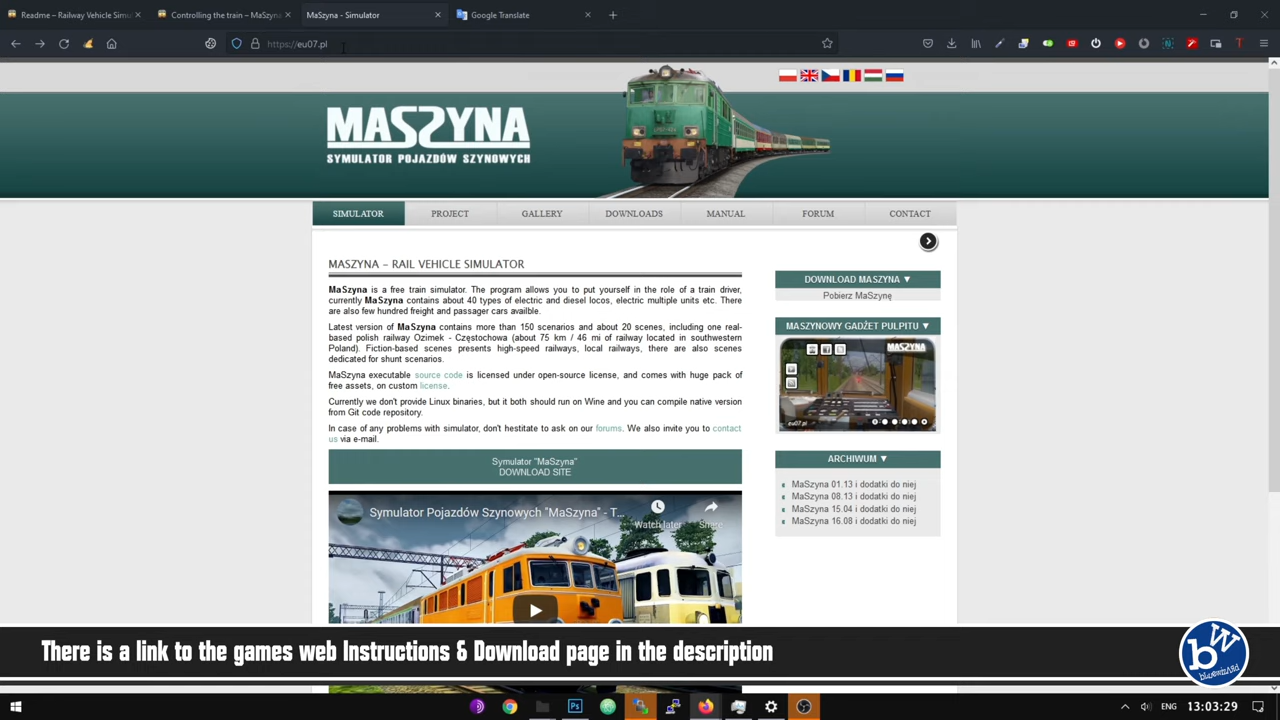 Readme – Railway Vehicle Simu
Controlling the train – MaSzyna
MaSzyna - Simulator
Google Translate
https://eu07.pl
MASZYNA
SYMULATOR POJAZDÓW SZYNOWYCH
SIMULATOR
PROJECT
GALLERY
DOWNLOADS
MANUAL
FORUM
CONTACT
MASZYNA – RAIL VEHICLE SIMULATOR
MaSzyna is a free train simulator. The program allows you to put yourself in the role of a train driver,
currently MaSzyna contains about 40 types of electric and diesel locos, electric multiple units etc. There
are also few hundred freight and passager cars availble.
Latest version of MaSzyna contains more than 150 scenarios and about 20 scenes, including one real-
based polish railway Ozimek - Częstochowa (about 75 km / 46 mi of railway located in southwestern
Poland). Fiction-based scenes presents high-speed railways, local railways, there are also scenes
dedicated for shunt scenarios.
MaSzyna executable source code is licensed under open-source license, and comes with huge pack of
free assets, on custom license.
Currently we don't provide Linux binaries, but it both should run on Wine and you can compile native version
from Git code repository.
In case of any problems with simulator, don't hestitate to ask on our forums. We also invite you to contact
us via e-mail.
Symulator "MaSzyna"
DOWNLOAD SITE
Symulator Pojazdów Szynowych "MaSzyna" - T...
Watch later
Share
DOWNLOAD MASZYNA ▼
Pobierz MaSzynę
MASZYNOWY GADŻET PULPITU ▼
MASZYNA
eu07.pl
ARCHIWUM ▼
MaSzyna 01.13 i dodatki do niej
MaSzyna 08.13 i dodatki do niej
MaSzyna 15.04 i dodatki do niej
MaSzyna 16.08 i dodatki do niej
There is a link to the games web Instructions & Download page in the description
bW
bluewizard
ENG
13:03:29